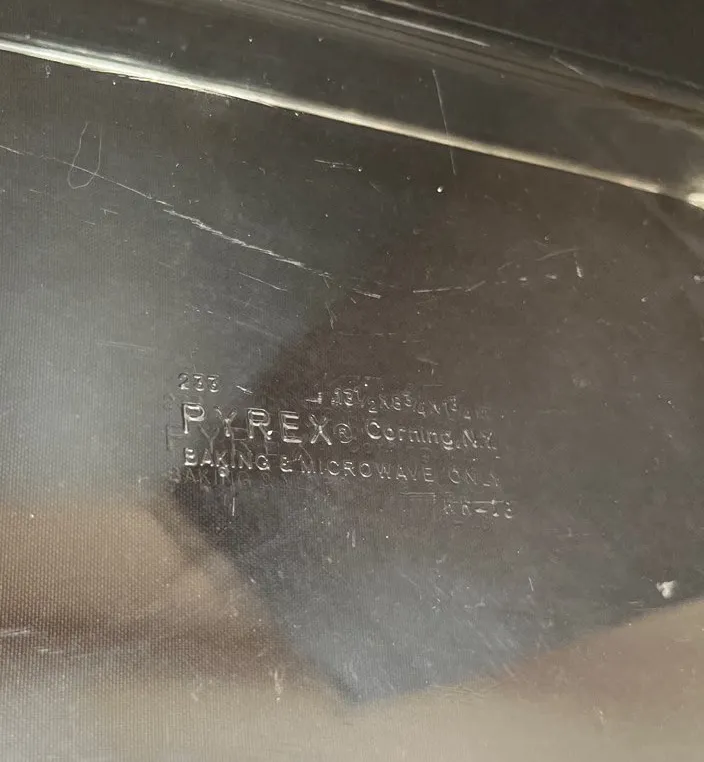 233
PYREX® Corning, N.Y.
BAKING & MICROWAVE ONLY